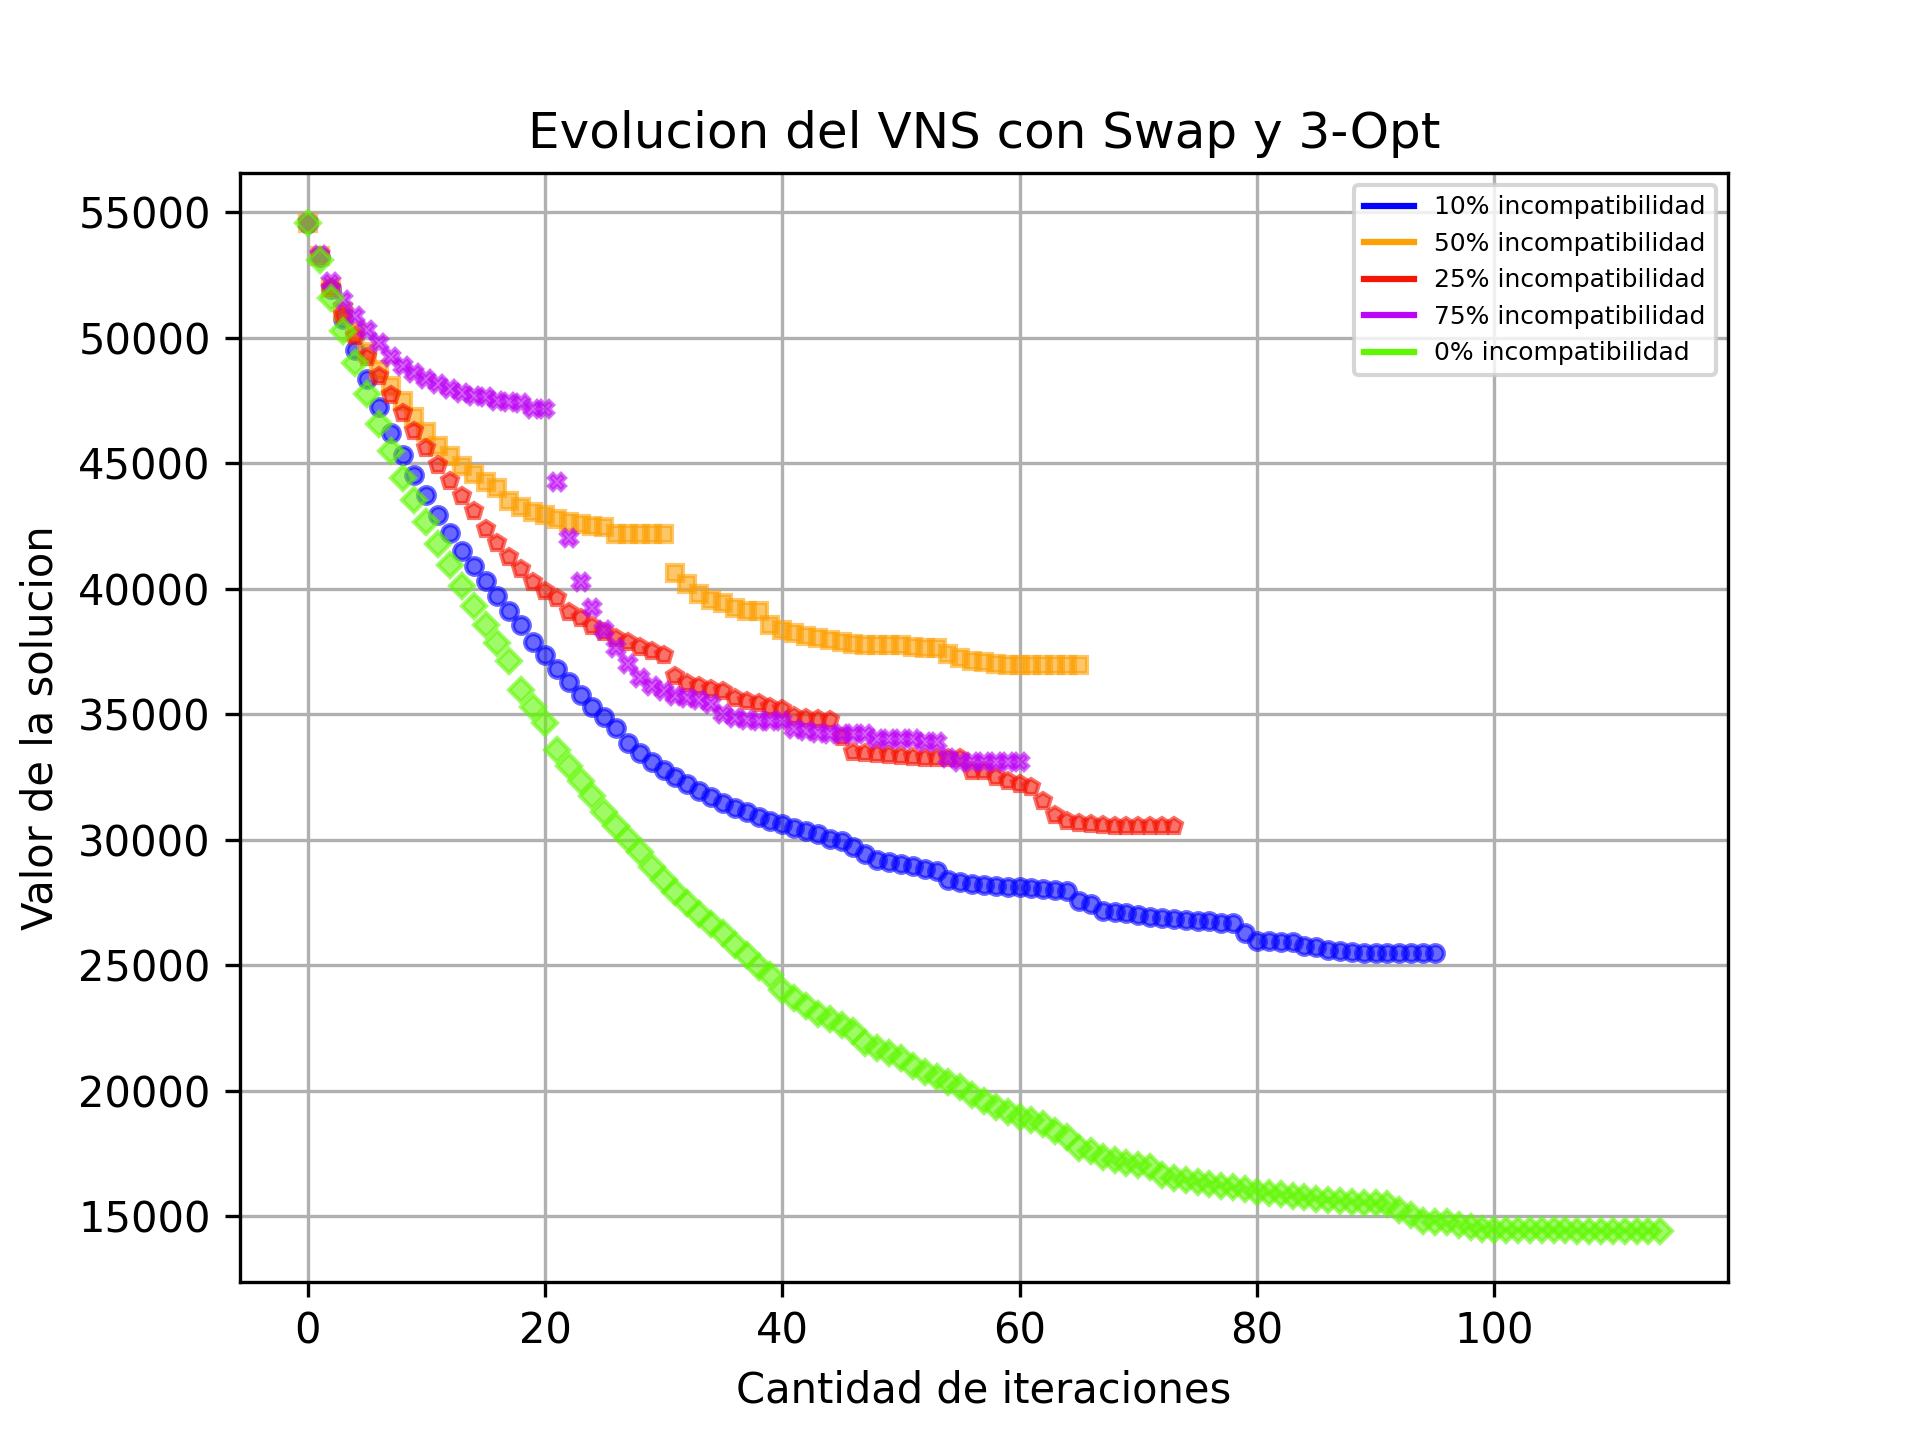 Evolucion del VNS con Swap y 3-Opt
10% incompatibilidad
50% incompatibilidad
25% incompatibilidad
75% incompatibilidad
0% incompatibilidad
Valor de la solucion
55000
50000
45000
40000
35000
30000
25000
20000
15000
0 20 40 60 80 100
Cantidad de iteraciones